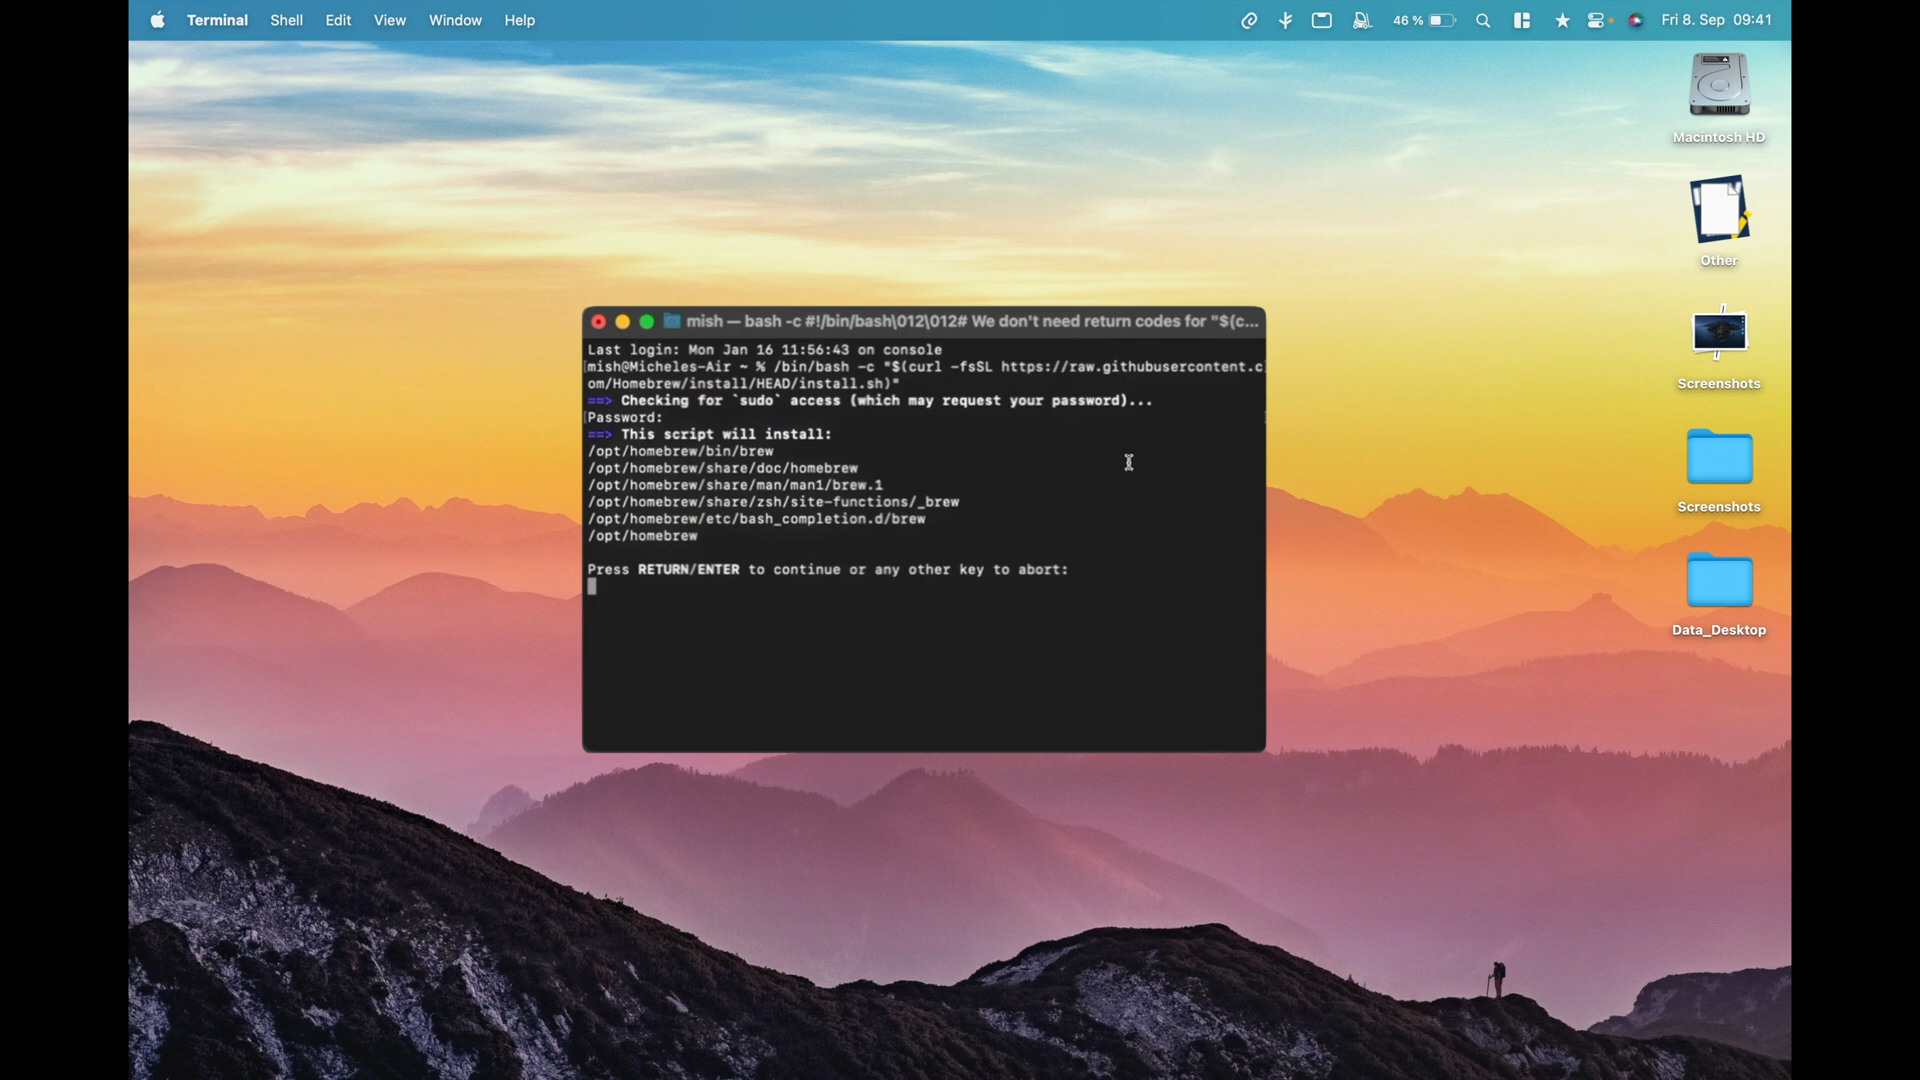 Terminal Shell Edit View Window Help 46 % Fri 8. Sep 09:41
Macintosh HD
Other
Screenshots
Screenshots
Data_Desktop
mish — bash -c #!/bin/bash\012\012# We don't need return codes for "$(c...
Last login: Mon Jan 16 11:56:43 on console
[mish@Micheles-Air ~ % /bin/bash -c "$(curl -fsSL https://raw.githubusercontent.c]
om/Homebrew/install/HEAD/install.sh)"
==> Checking for `sudo` access (which may request your password)...
[Password:
==> This script will install:
/opt/homebrew/bin/brew
/opt/homebrew/share/doc/homebrew
/opt/homebrew/share/man/man1/brew.1
/opt/homebrew/share/zsh/site-functions/_brew
/opt/homebrew/etc/bash_completion.d/brew
/opt/homebrew
Press RETURN/ENTER to continue or any other key to abort: